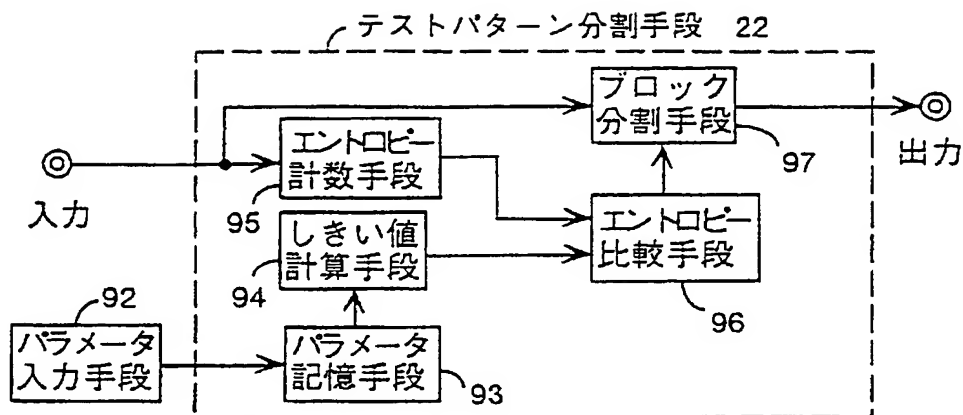 テストパターン分割手段 22
ブロック
分割手段
97
出力
入力
エントロピー
計数手段
95
しきい値
計算手段
94
エントロピー
比較手段
96
92
パラメータ
入力手段
パラメータ
記憶手段
93